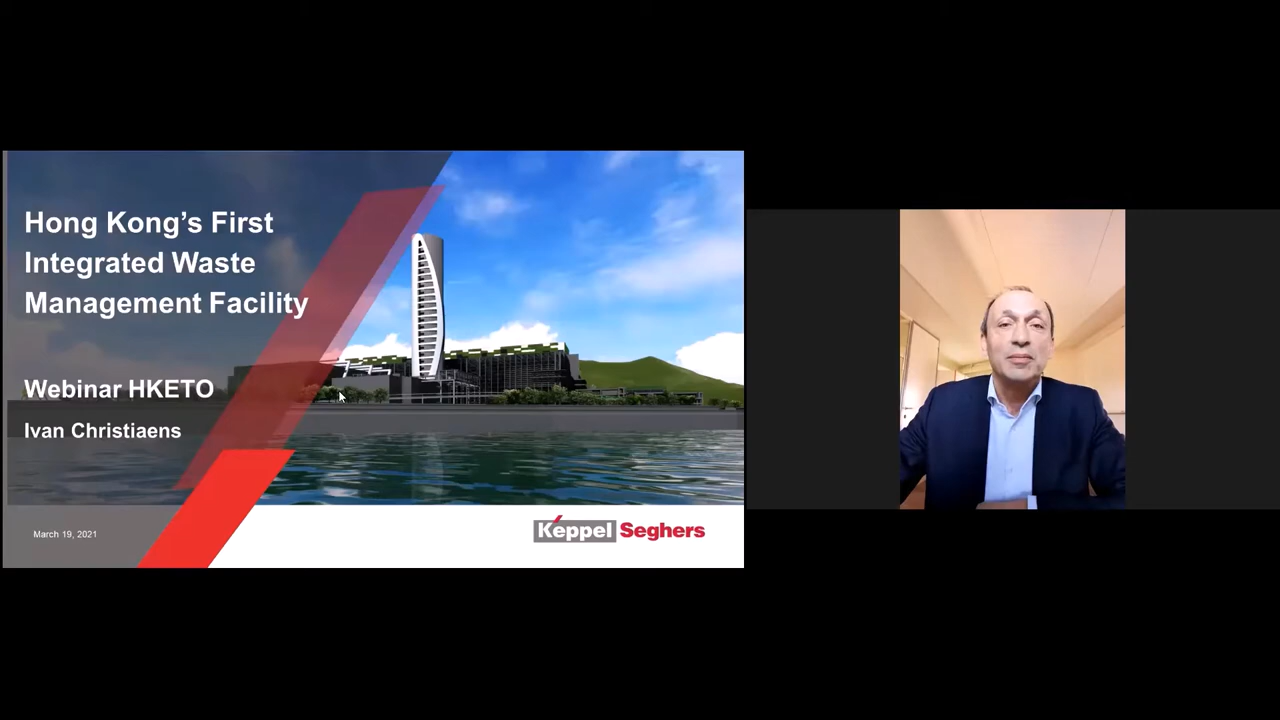 Hong Kong's First
Integrated Waste
Management Facility
Webinar HKETO
Ivan Christiaens
March 19, 2021
Keppel Seghers